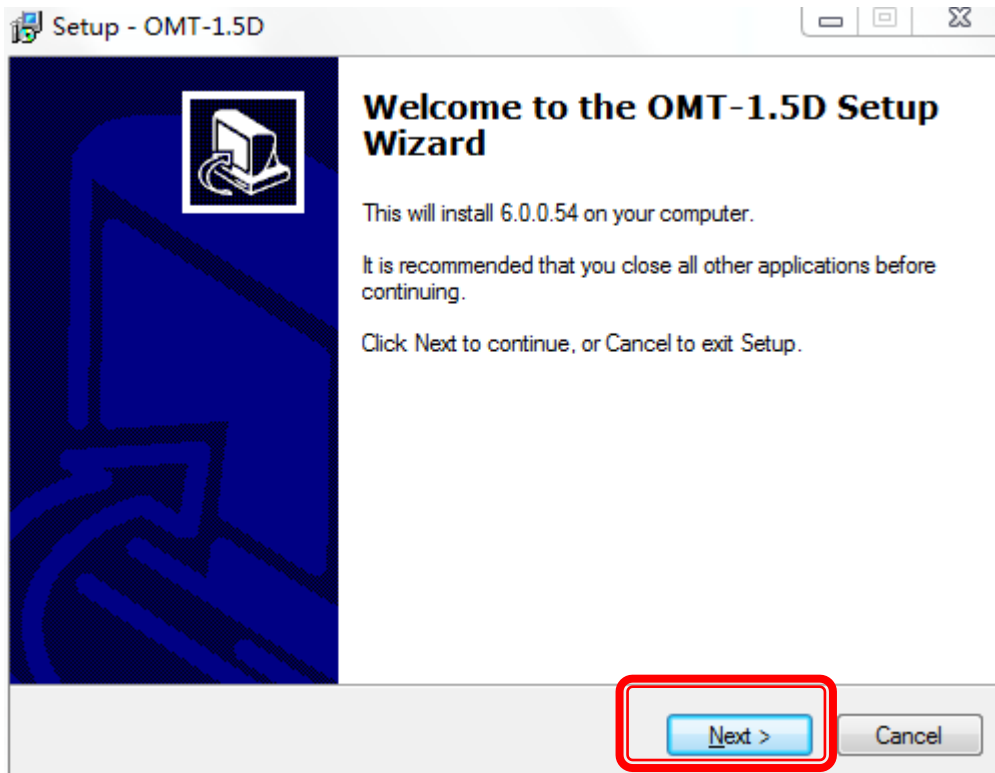 Setup - OMT-1.5D
Welcome to the OMT-1.5D Setup
Wizard
This will install 6.0.0.54 on your computer.
It is recommended that you close all other applications before
continuing.
Click Next to continue, or Cancel to exit Setup.
Next >
Cancel